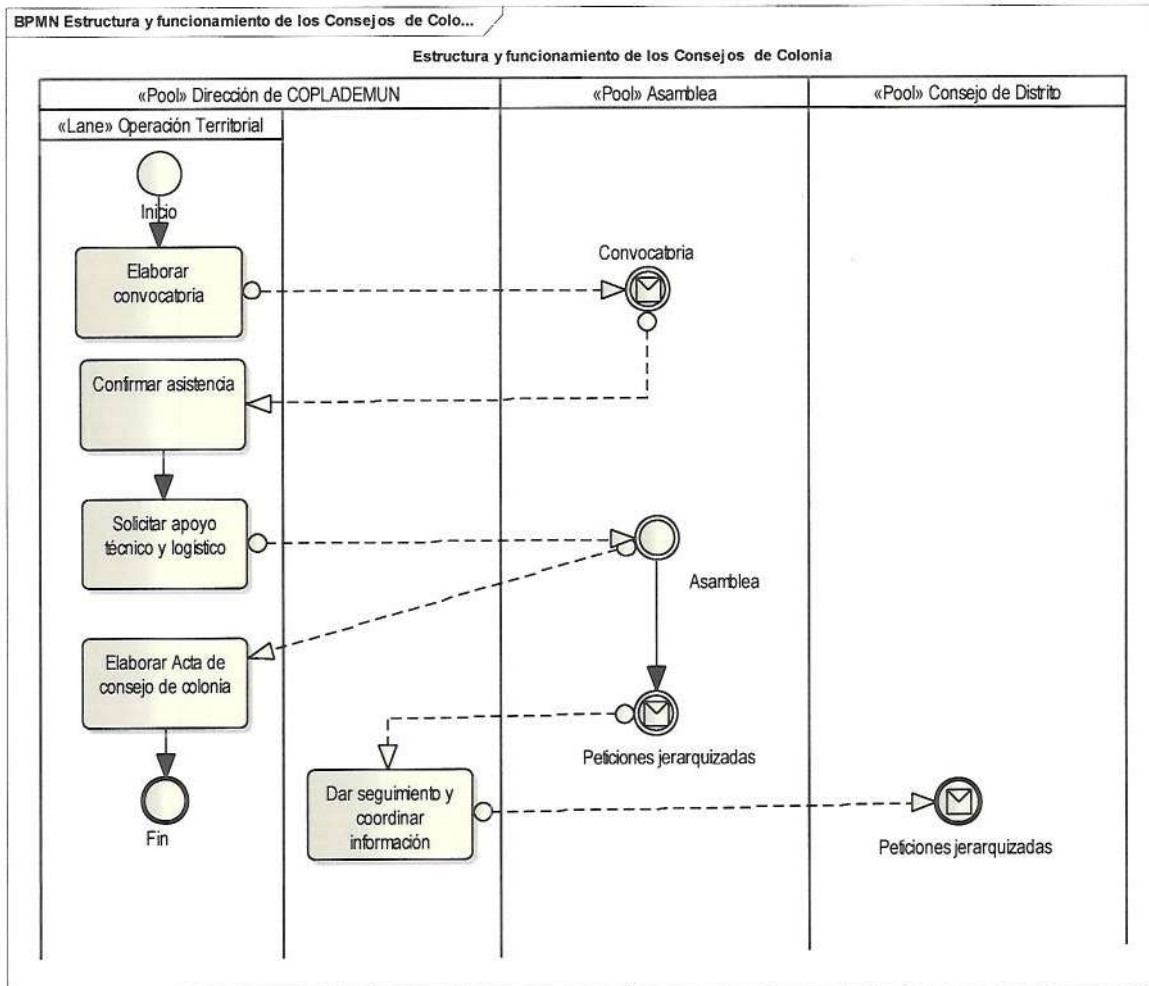 BPMN Estructura y funcionamiento de los Consejos de Colo...
Estructura y funcionamiento de los Consejos de Colonia
«Pool» Dirección de COPLADEMUN
«Pool» Asamblea
«Pool» Consejo de Distrito
«Lane» Operación Territorial
Inicio
Elaborar
convocatoria
Convocatoria
Confirmar asistencia
Solicitar apoyo
técnico y logístico
Asamblea
Elaborar Acta de
consejo de colonia
Peticiones jerarquizadas
Dar seguimiento y
coordinar
información
Fin
Peticiones jerarquizadas